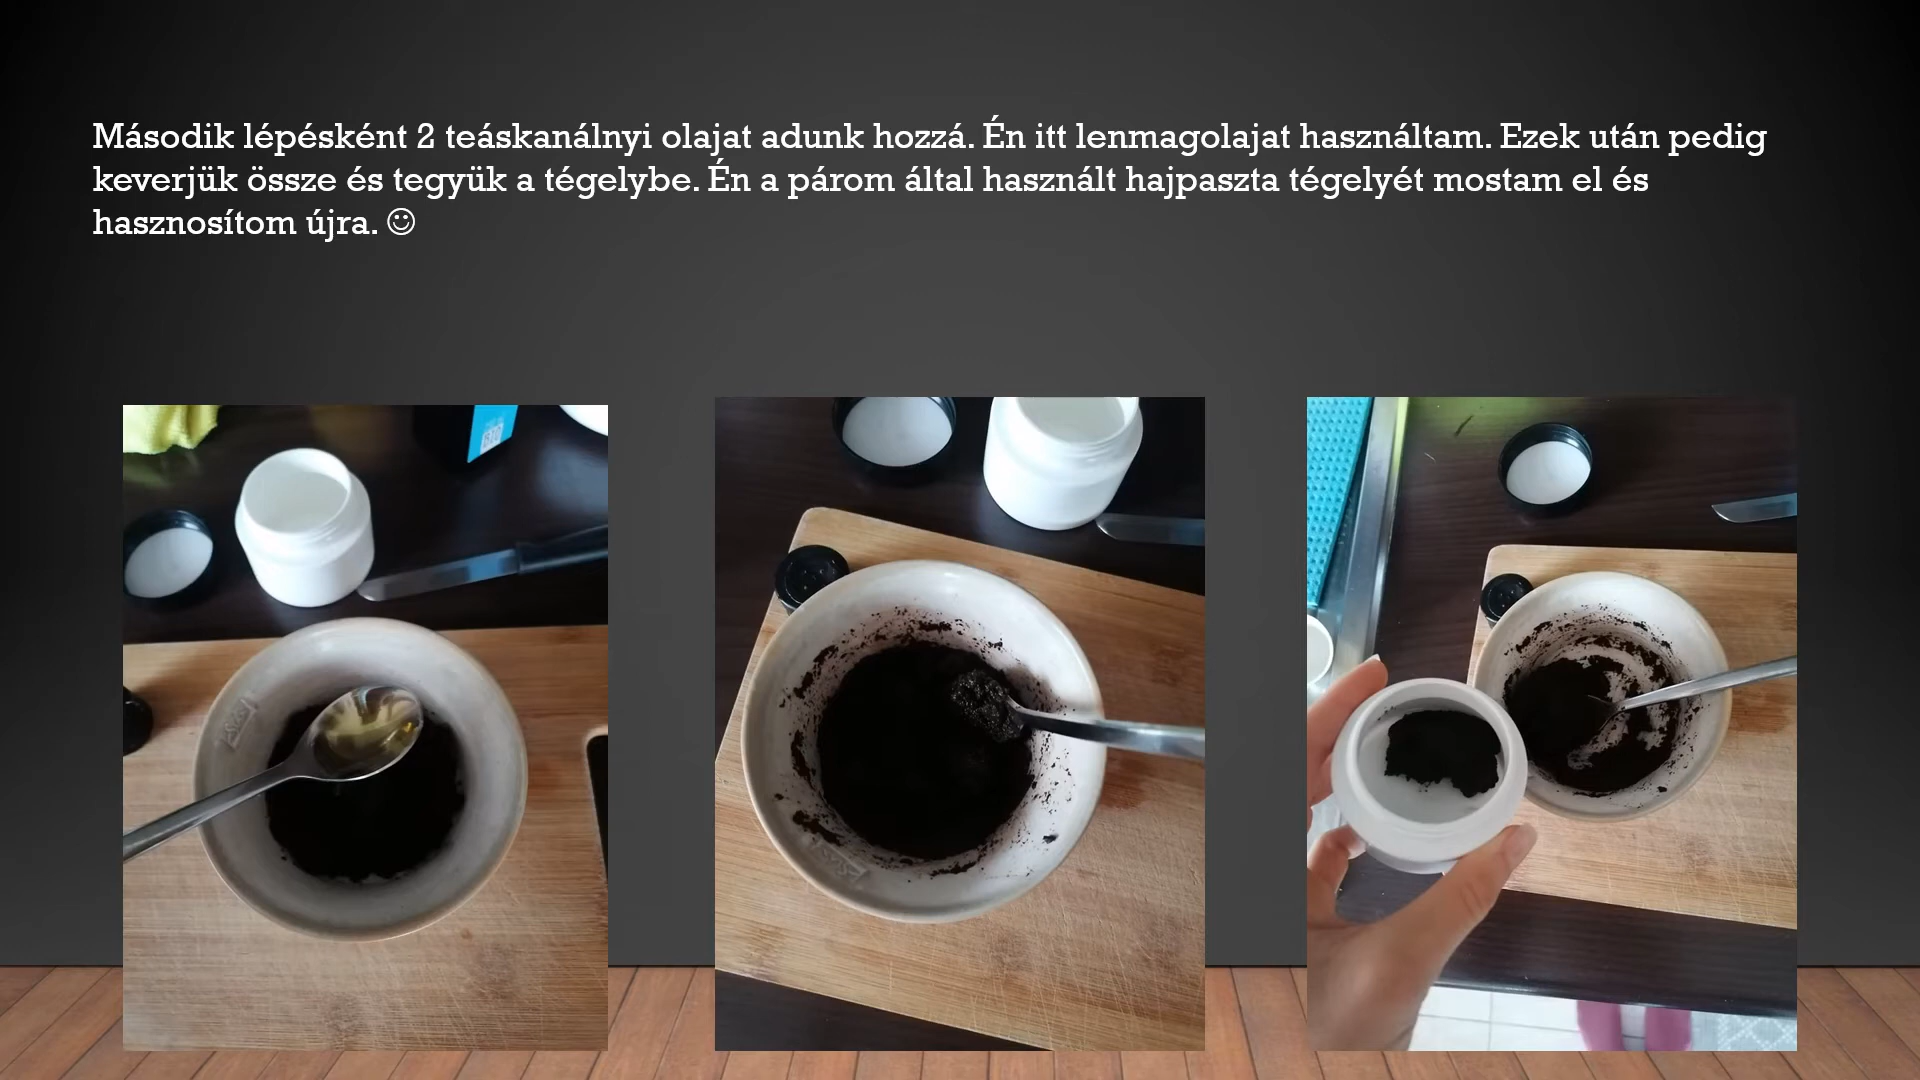 Második lépésként 2 teáskanálnyi olajat adunk hozzá. Én itt lenmagolajat használtam. Ezek után pedig
keverjük össze és tegyük a tégelybe. Én a párom által használt hajpaszta tégelyét mostam el és
hasznosítom újra. ☺
BIO